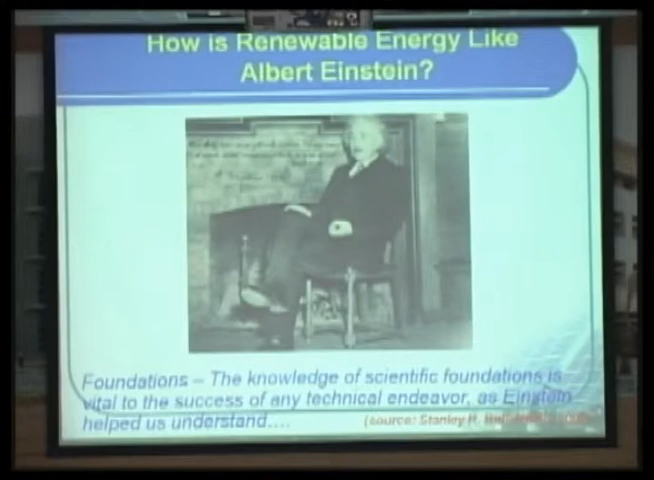 How is Renewable Energy Like
Albert Einstein?
Foundations – The knowledge of scientific foundations is
vital to the success of any technical endeavor, as Einstein
helped us understand....
(source: Stanley R.